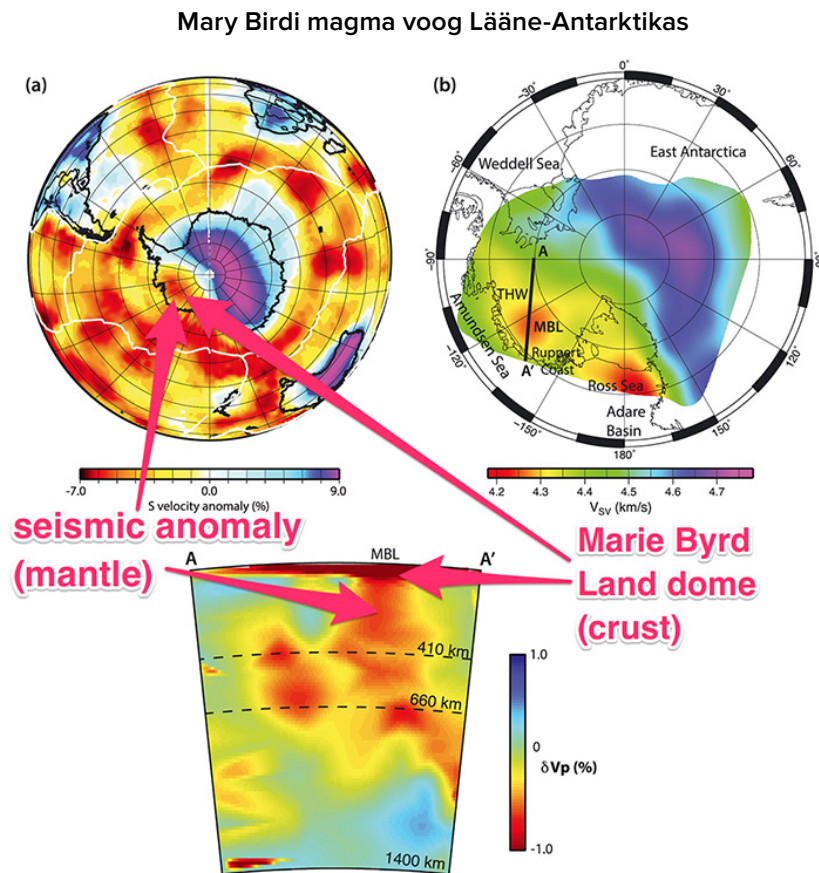 Mary Birdi magma voog Lääne-Antarktikas
(a)
(b)
0°
-30°
30°
-60°
60°
Weddell Sea
East Antarctica
-90°
90°
A
THW
MBL
Amundsen Sea
A'
Ruppert
Coast
Ross Sea
-120°
120°
Adare
Basin
-150°
150°
180°
-7.0 0.0 9.0
S velocity anomaly (%)
4.2 4.3 4.4 4.5 4.6 4.7
VSV (km/s)
seismic anomaly
(mantle)
Marie Byrd
Land dome
(crust)
A MBL A'
410 km
660 km
1400 km
1.0
0
-1.0
δVp (%)